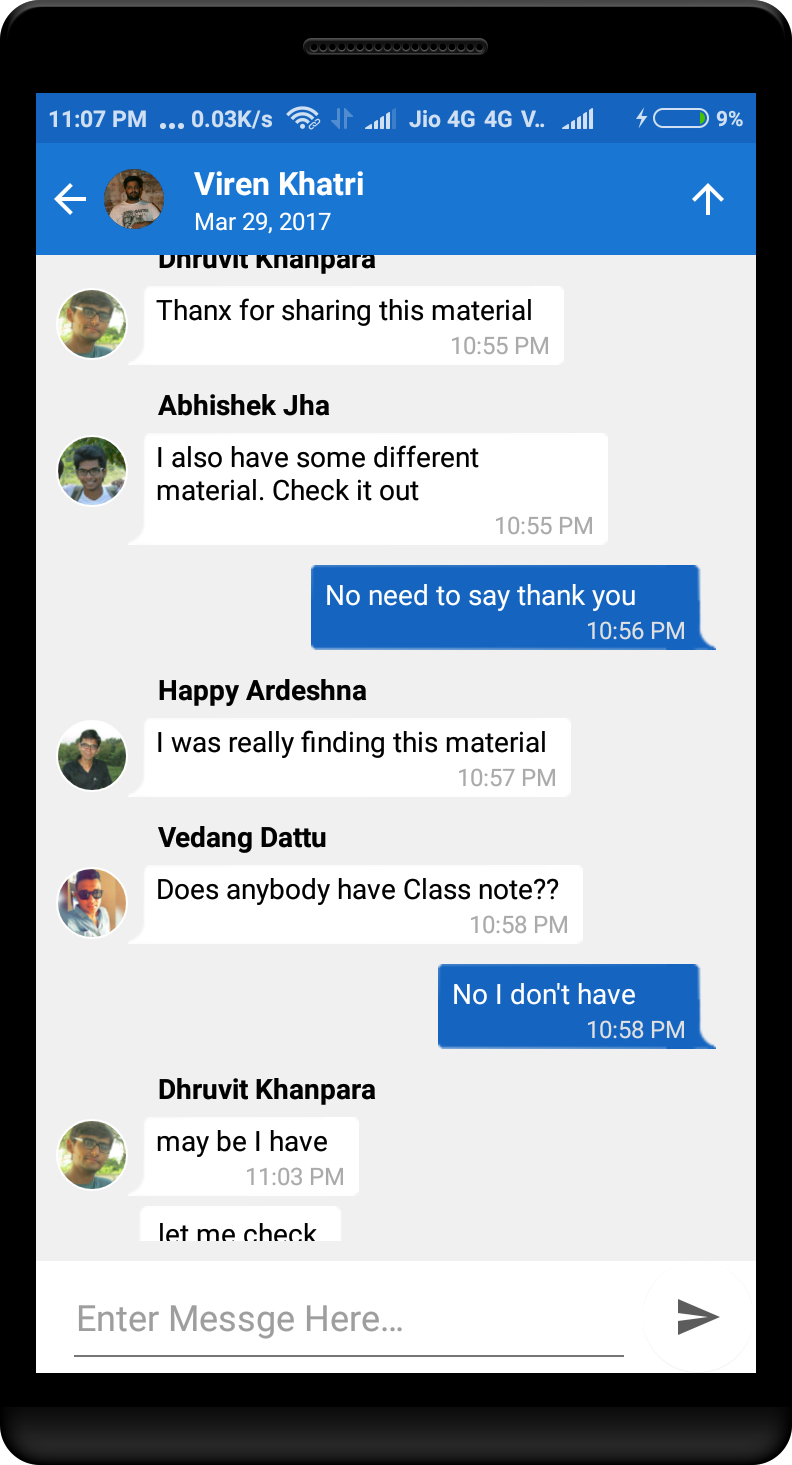 11:07 PM ... 0.03K/s Jio 4G 4G V.. 9%
Viren Khatri
Mar 29, 2017
Dhruvit Khanpara
Thanx for sharing this material
10:55 PM
Abhishek Jha
I also have some different
material. Check it out
10:55 PM
No need to say thank you
10:56 PM
Happy Ardeshna
I was really finding this material
10:57 PM
Vedang Dattu
Does anybody have Class note??
10:58 PM
No I don't have
10:58 PM
Dhruvit Khanpara
may be I have
11:03 PM
let me check
Enter Messge Here...